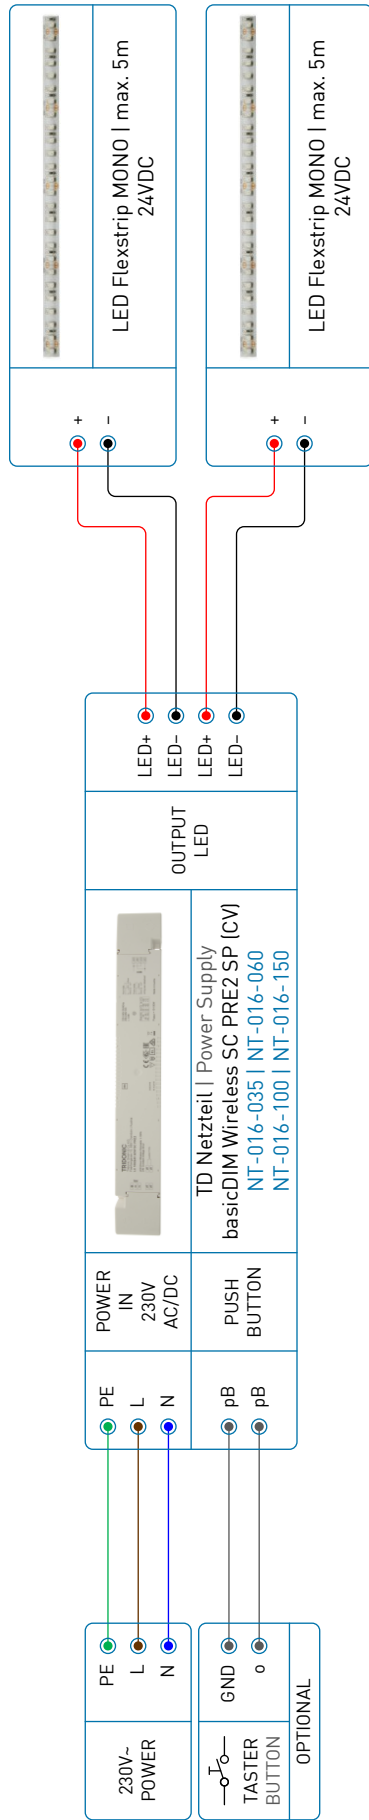 230V~
POWER
PE
L
N
TASTER
BUTTON
GND
o
OPTIONAL
PE
L
N
POWER
IN
230V
AC/DC
pB
pB
PUSH
BUTTON
TRIDONIC
TD Netzteil | Power Supply
basicDIM Wireless SC PRE2 SP (CV)
NT-016-035 | NT-016-060
NT-016-100 | NT-016-150
OUTPUT
LED
LED+
LED-
LED+
LED-
+
-
LED Flexstrip MONO | max. 5m
24VDC
+
-
LED Flexstrip MONO | max. 5m
24VDC